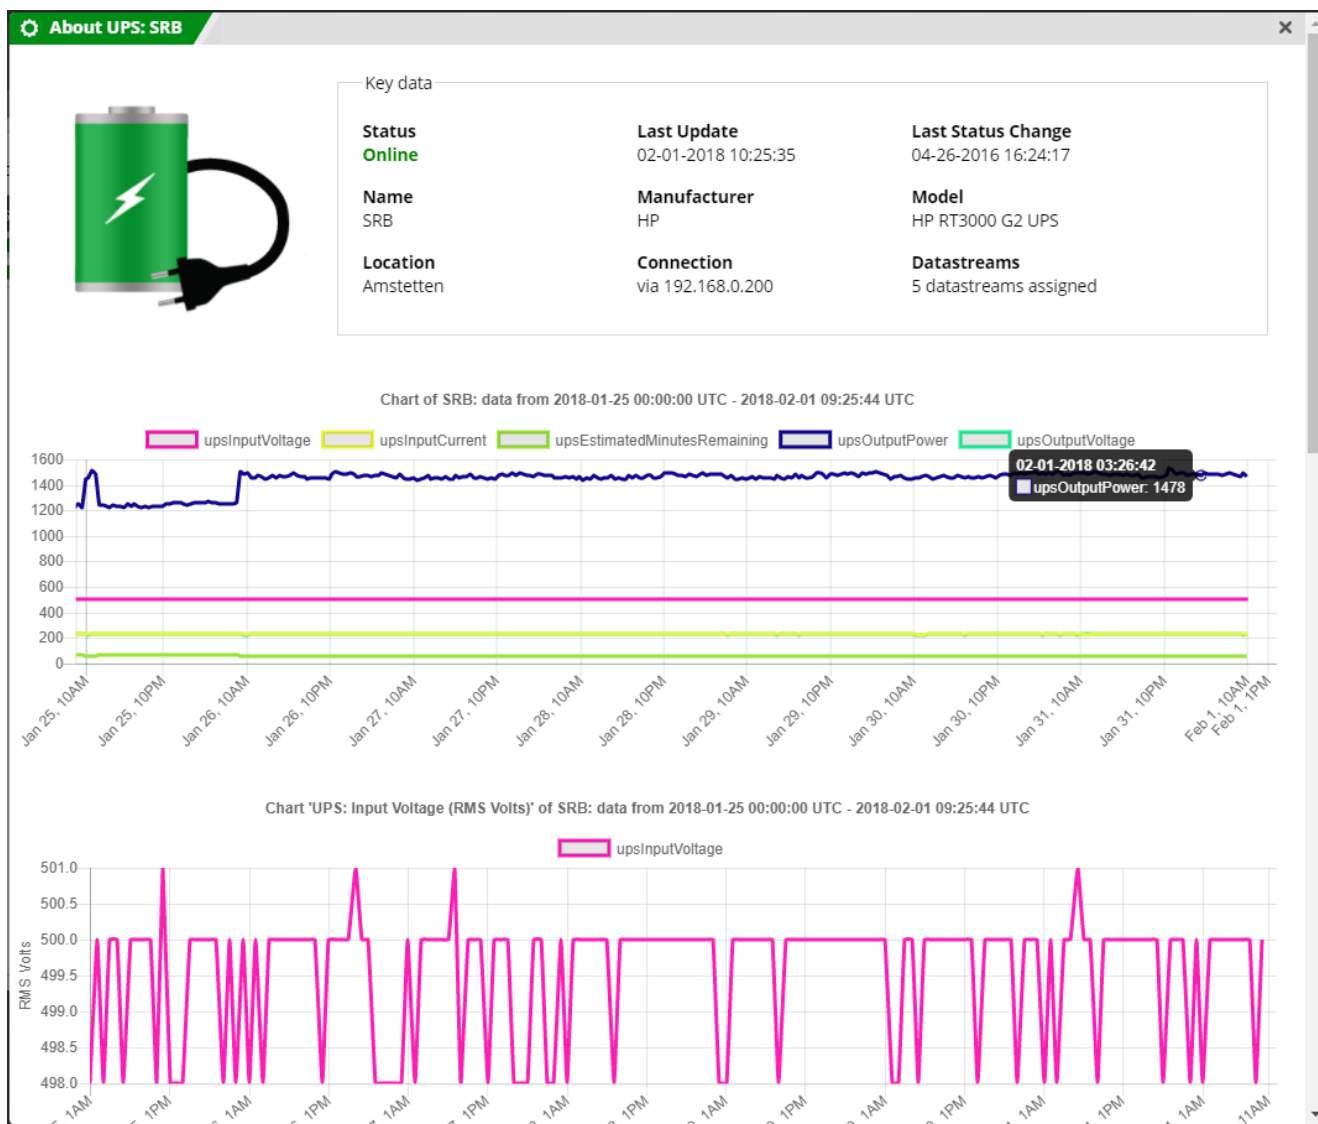 About UPS: SRB
Key data
Status Last Update Last Status Change
Online 02-01-2018 10:25:35 04-26-2016 16:24:17
Name Manufacturer Model
SRB HP HP RT3000 G2 UPS
Location Connection Datastreams
Amstetten via 192.168.0.200 5 datastreams assigned
Chart of SRB: data from 2018-01-25 00:00:00 UTC - 2018-02-01 09:25:44 UTC
upsInputVoltage upsInputCurrent upsEstimatedMinutesRemaining upsOutputPower upsOutputVoltage
1600
02-01-2018 03:26:42
upsOutputPower: 1478
1400
1200
1000
800
600
400
200
0
Jan 25, 10AM Jan 25, 10PM Jan 26, 10AM Jan 26, 10PM Jan 27, 10AM Jan 27, 10PM Jan 28, 10AM Jan 28, 10PM Jan 29, 10AM Jan 29, 10PM Jan 30, 10AM Jan 30, 10PM Jan 31, 10AM Jan 31, 10PM Feb 1, 10AM Feb 1, 1PM
Chart 'UPS: Input Voltage (RMS Volts)' of SRB: data from 2018-01-25 00:00:00 UTC - 2018-02-01 09:25:44 UTC
upsInputVoltage
501.0
500.5
500.0
499.5
499.0
498.5
498.0
RMS Volts
1AM 1PM 1AM 1PM 1AM 1PM 1AM 1PM 1AM 1PM 1AM 1PM 1AM 1PM 1AM 11AM